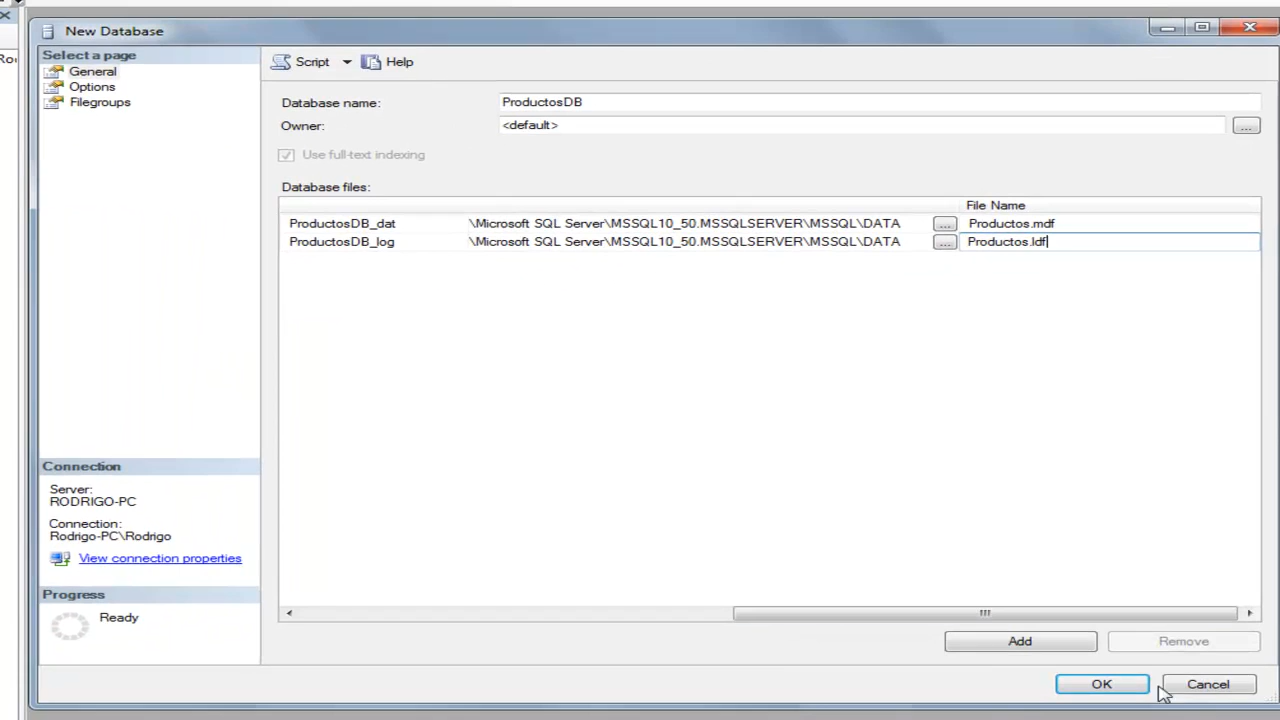 New Database
Select a page
General
Options
Filegroups
Script
Help
Database name:
ProductosDB
Owner:
<default>
...
Use full-text indexing
Database files:
File Name
ProductosDB_dat
\Microsoft SQL Server\MSSQL10_50.MSSQLSERVER\MSSQL\DATA
...
Productos.mdf
ProductosDB_log
\Microsoft SQL Server\MSSQL10_50.MSSQLSERVER\MSSQL\DATA
...
Productos.ldf
Connection
Server:
RODRIGO-PC
Connection:
Rodrigo-PC\Rodrigo
View connection properties
Progress
Ready
Add
Remove
OK
Cancel